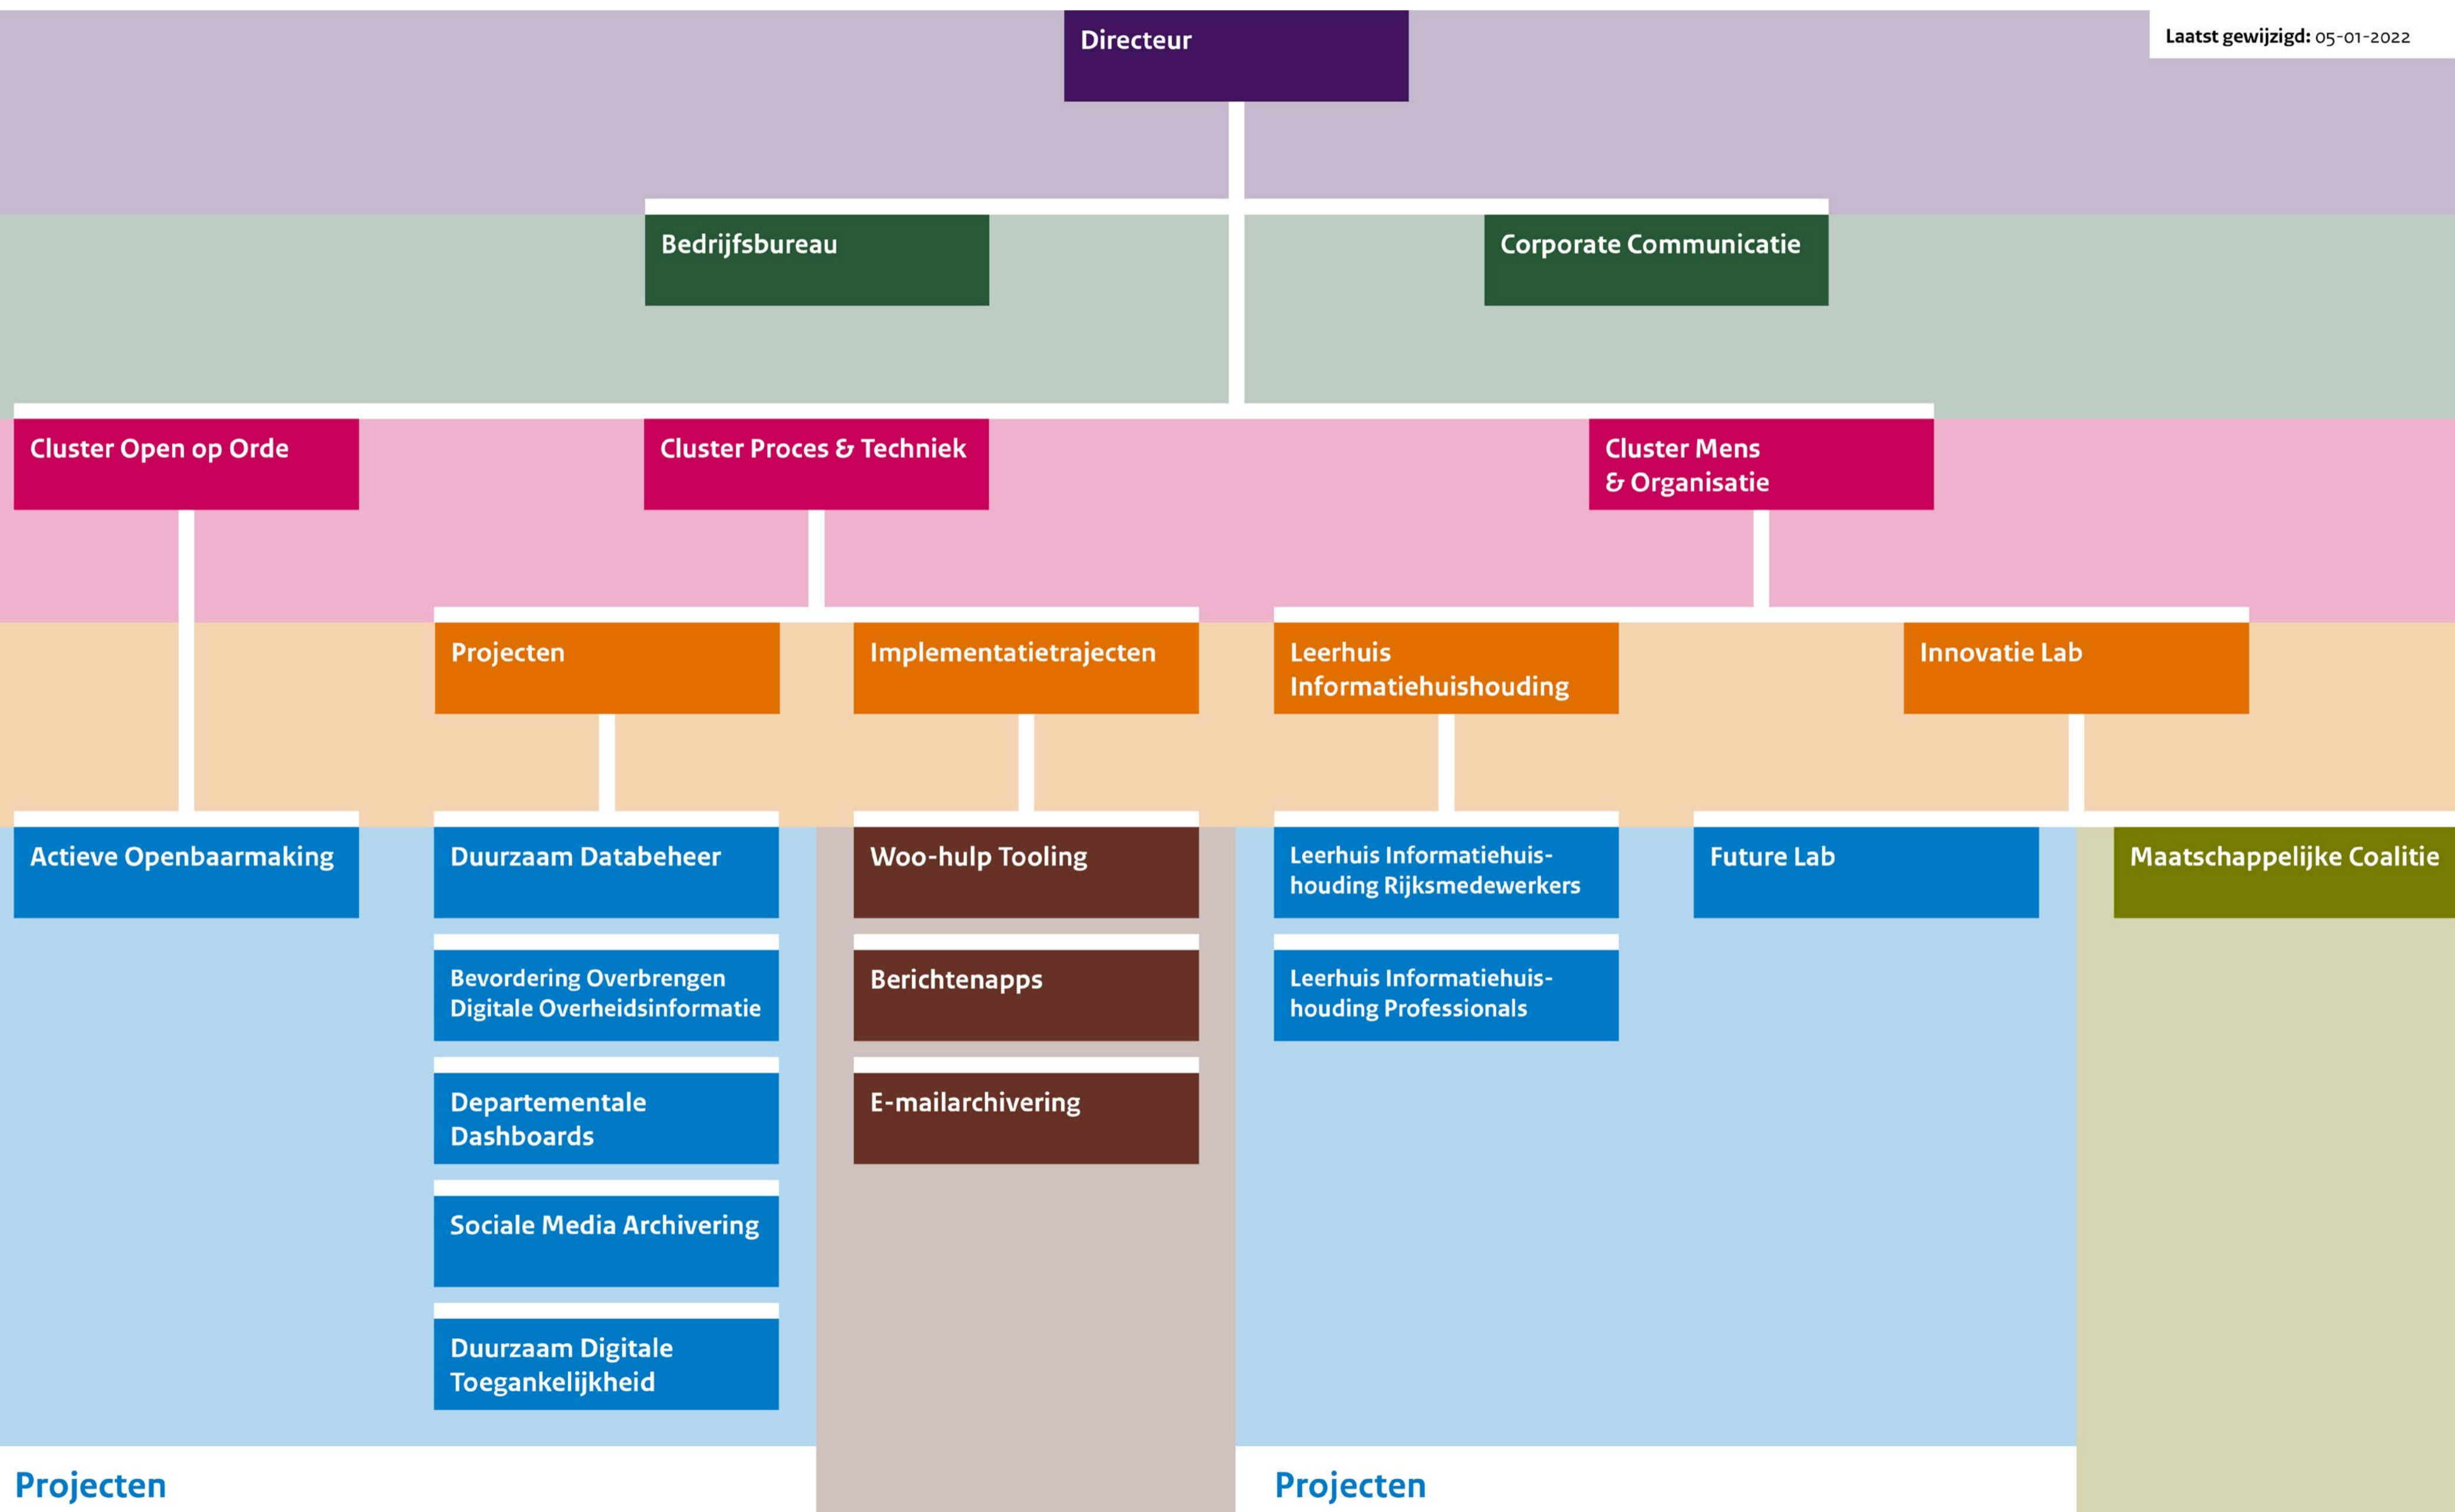 Directeur
Laatst gewijzigd: 05-01-2022
Bedrijfsbureau
Corporate Communicatie
Cluster Open op Orde
Cluster Proces & Techniek
Cluster Mens
& Organisatie
Projecten
Implementatietrajecten
Leerhuis
Informatiehuishouding
Innovatie Lab
Actieve Openbaarmaking
Duurzaam Databeheer
Woo-hulp Tooling
Leerhuis Informatiehuis-
houding Rijksmedewerkers
Future Lab
Maatschappelijke Coalitie
Bevordering Overbrengen
Digitale Overheidsinformatie
Berichtenapps
Leerhuis Informatiehuis-
houding Professionals
Departementale
Dashboards
E-mailarchivering
Sociale Media Archivering
Duurzaam Digitale
Toegankelijkheid
Projecten
Projecten